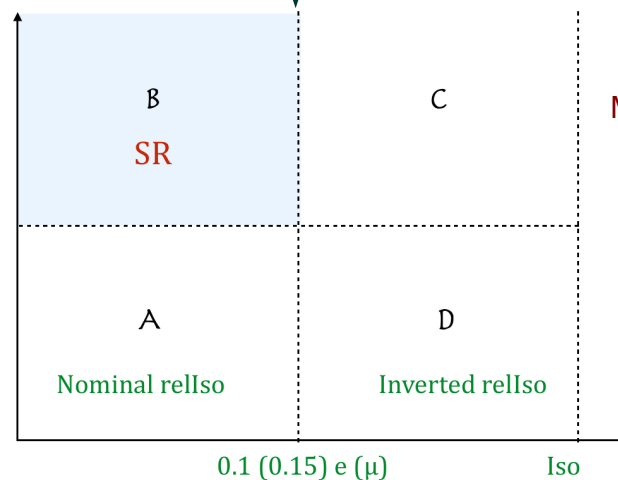 B
C
M
SR
A
D
Nominal relIso
Inverted relIso
0.1 (0.15) e (μ)
Iso